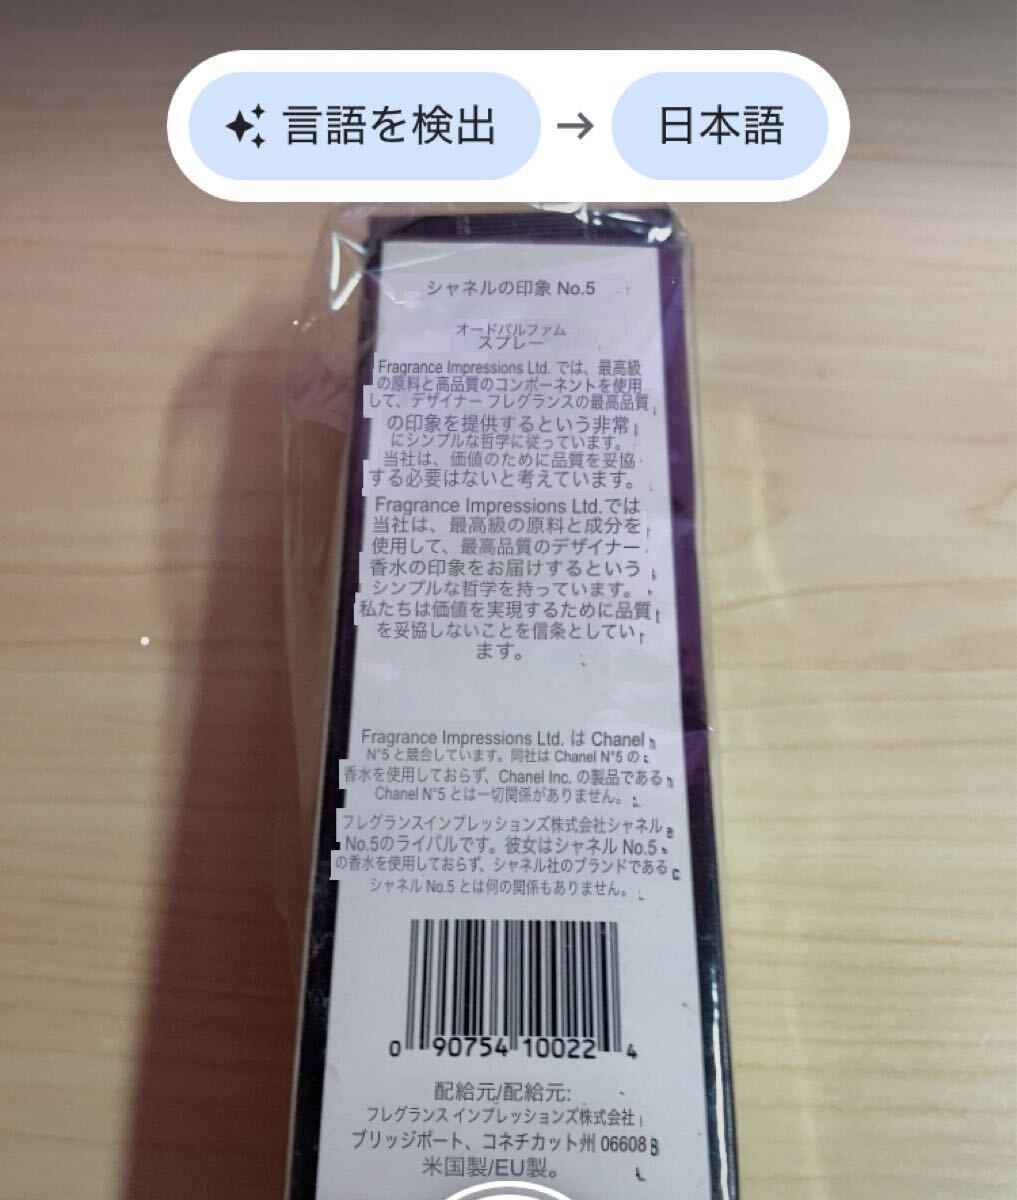 言語を検出 → 日本語
シャネルの印象 No.5
オードパルファム
スプレー
Fragrance Impressions Ltd. では、最高級
の原料と高品質のコンポーネントを使用
して、デザイナー フレグランスの最高品質
の印象を提供するという非常
にシンプルな哲学に従っています。
当社は、価値のために品質を妥協
する必要はないと考えています。
Fragrance Impressions Ltd.では
当社は、最高級の原料と成分を
使用して、最高品質のデザイナー
香水の印象をお届けするという
シンプルな哲学を持っています。
私たちは価値を実現するために品質
を妥協しないことを信条としてい
ます。
Fragrance Impressions Ltd. は Chanel
N°5 と競合しています。同社は Chanel N°5 の
香水を使用しておらず、Chanel Inc. の製品である
Chanel N°5 とは一切関係がありません。
フレグランスインプレッションズ株式会社シャネル
No.5のライバルです。彼女はシャネル No.5
の香水を使用しておらず、シャネル社のブランドである
シャネル No.5 とは何の関係もありません。
0 90754 10022 4
配給元/配給元:
フレグランス インプレッションズ株式会社
ブリッジポート、コネチカット州 06608
米国製/EU製。